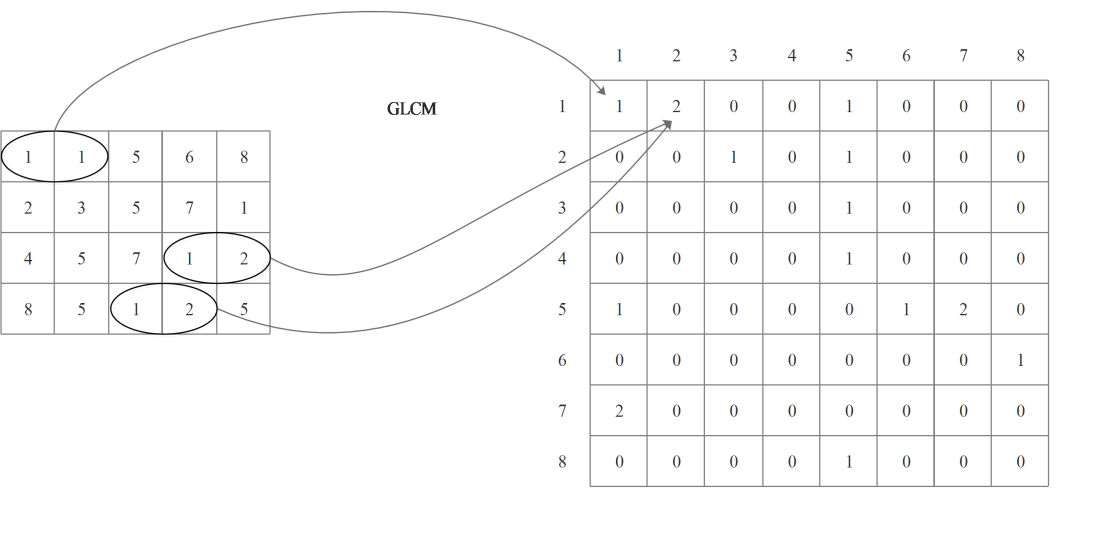 1 2 3 4 5 6 7 8
GLCM
1 1 2 0 0 1 0 0 0
1 1 5 6 8
2 0 0 1 0 1 0 0 0
2 3 5 7 1
3 0 0 0 0 1 0 0 0
4 5 7 1 2
4 0 0 0 0 1 0 0 0
8 5 1 2 5
5 1 0 0 0 0 1 2 0
6 0 0 0 0 0 0 0 1
7 2 0 0 0 0 0 0 0
8 0 0 0 0 1 0 0 0